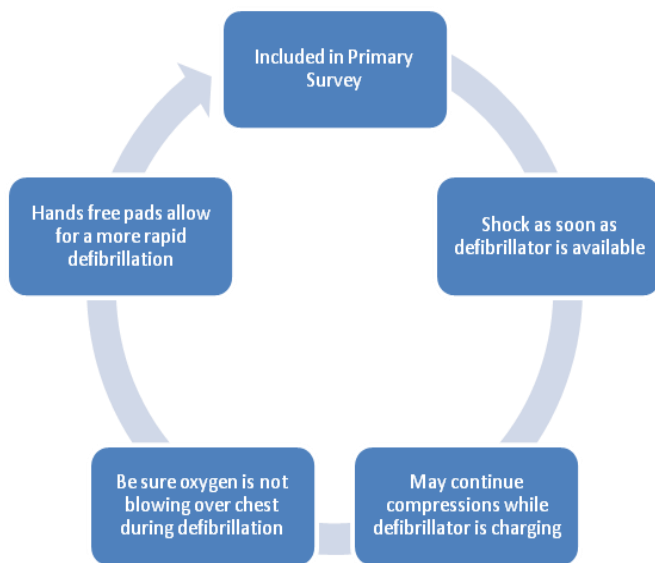 Included in Primary
Survey
Shock as soon as
defibrillator is available
May continue
compressions while
defibrillator is charging
Be sure oxygen is not
blowing over chest
during defibrillation
Hands free pads allow
for a more rapid
defibrillation